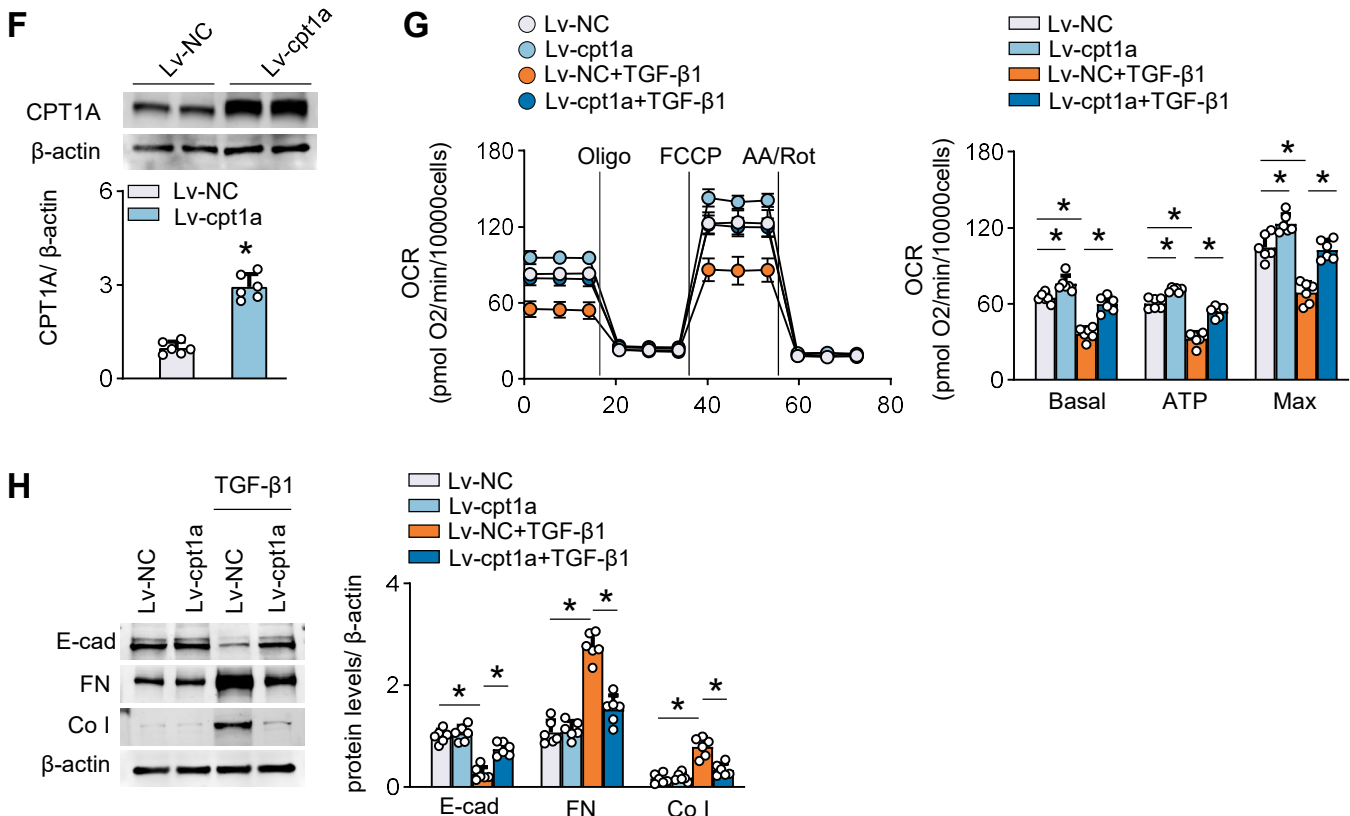 F
Lv-NC
Lv-cpt1a
CPT1A
β-actin
6
3
0
CPT1A/ β-actin
Lv-NC
Lv-cpt1a
*
G
Lv-NC
Lv-cpt1a
Lv-NC+TGF-β1
Lv-cpt1a+TGF-β1
OCR
(pmol O2/min/10000cells)
180
120
60
0
Oligo
FCCP
AA/Rot
0 20 40 60 80
Lv-NC
Lv-cpt1a
Lv-NC+TGF-β1
Lv-cpt1a+TGF-β1
OCR
(pmol O2/min/10000cells)
180
120
60
0
* * *
* * *
* * *
Basal ATP Max
H
TGF-β1
Lv-NC
Lv-cpt1a
Lv-NC
Lv-cpt1a
E-cad
FN
Co I
β-actin
Lv-NC
Lv-cpt1a
Lv-NC+TGF-β1
Lv-cpt1a+TGF-β1
protein levels/ β-actin
4
2
0
* *
* *
* *
E-cad FN Co I